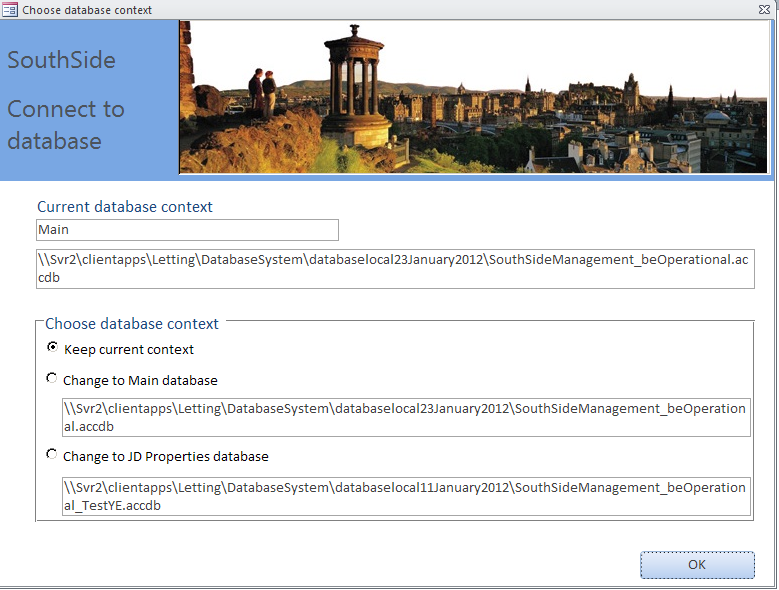 Choose database context
SouthSide
Connect to
database
Current database context
Main
\\Svr2\clientapps\Letting\DatabaseSystem\databaselocal23January2012\SouthSideManagement_beOperational.ac
cdb
Choose database context
Keep current context
Change to Main database
\\Svr2\clientapps\Letting\DatabaseSystem\databaselocal23January2012\SouthSideManagement_beOperation
al.accdb
Change to JD Properties database
\\Svr2\clientapps\Letting\DatabaseSystem\databaselocal11January2012\SouthSideManagement_beOperation
al_TestYE.accdb
OK